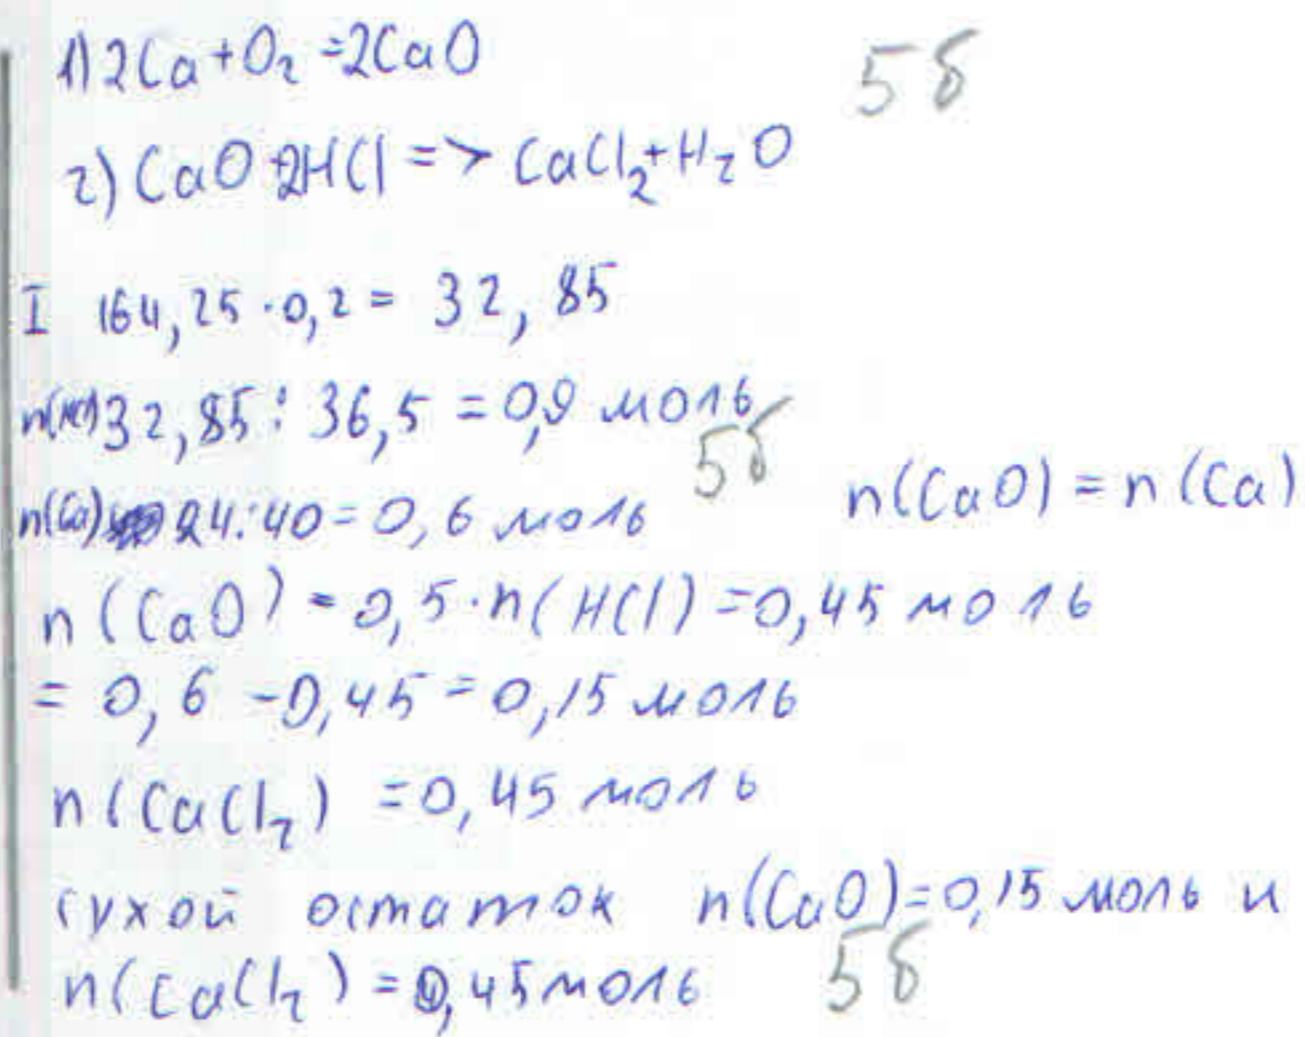 1) 2Ca+O₂=2CaO
5б
2) CaO+2HCl => CaCl₂+H₂O
I 164,25·0,2= 32,85
n(HCl) 32,85:36,5=0,9 моль
5б
n(Ca) 24:40=0,6 моль n(CaO)=n(Ca)
n(CaO)=0,5·n(HCl)=0,45 моль
= 0,6-0,45=0,15 моль
n(CaCl₂) =0,45 моль
сухой остаток n(CaO)=0,15 моль и
n(CaCl₂)=0,45 моль 5б